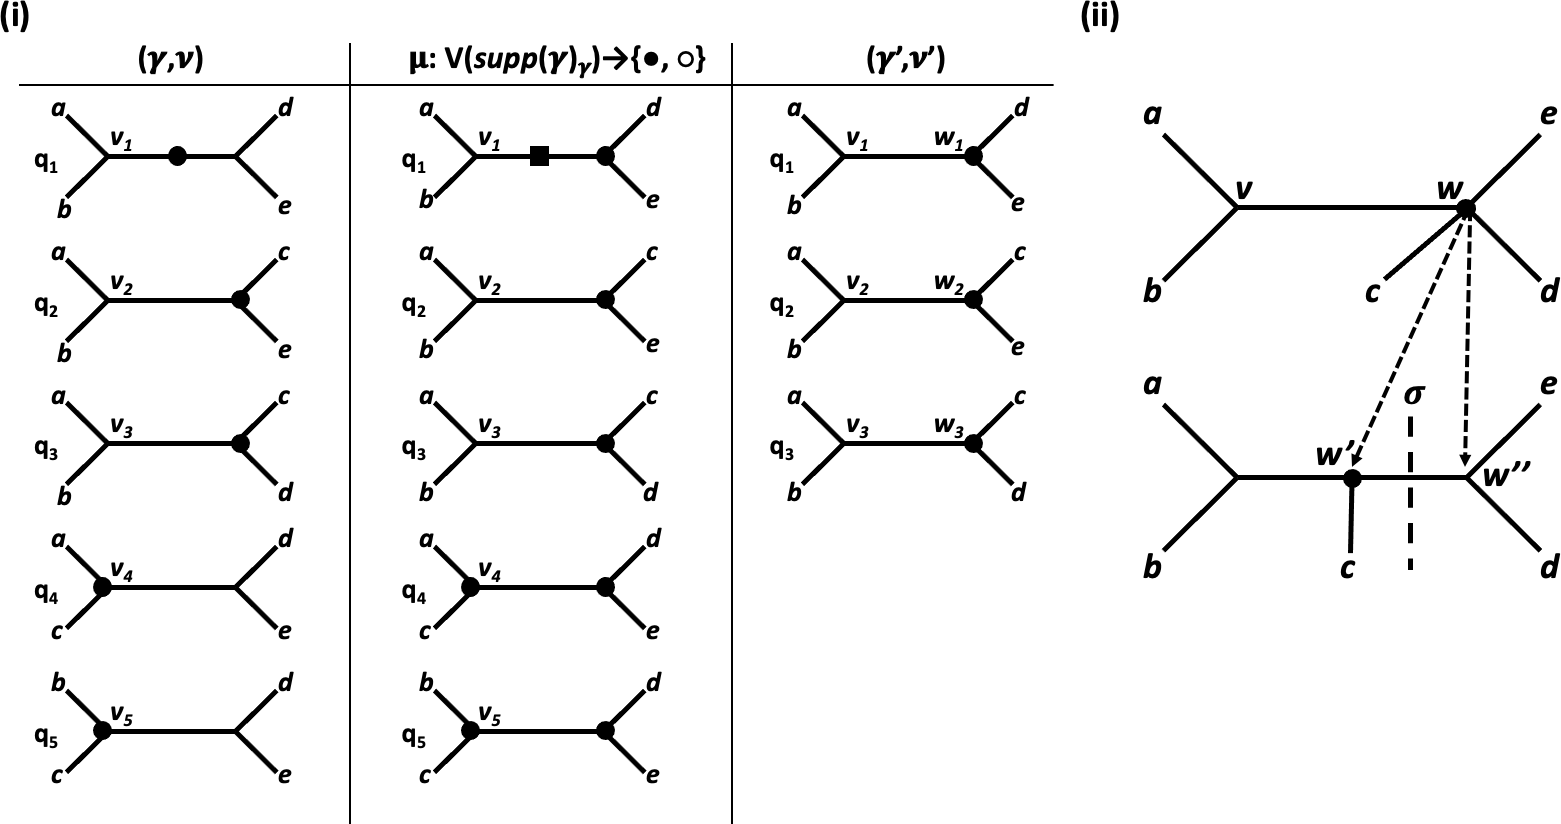 (i)
(γ,ν)
μ: V(supp(γ)γ)→{●, ○}
(γ',ν')
a
v1
d
q1
b
e
a
v1
d
q1
b
e
a
v1
w1
d
q1
b
e
a
v2
c
q2
b
e
a
v2
c
q2
b
e
a
v2
w2
c
q2
b
e
a
v3
c
q3
b
d
a
v3
c
q3
b
d
a
v3
w3
c
q3
b
d
a
v4
d
q4
c
e
a
v4
d
q4
c
e
b
v5
d
q5
c
e
b
v5
d
q5
c
e
(ii)
a
e
v
w
b
c
d
a
σ
e
w'
w''
b
c
d